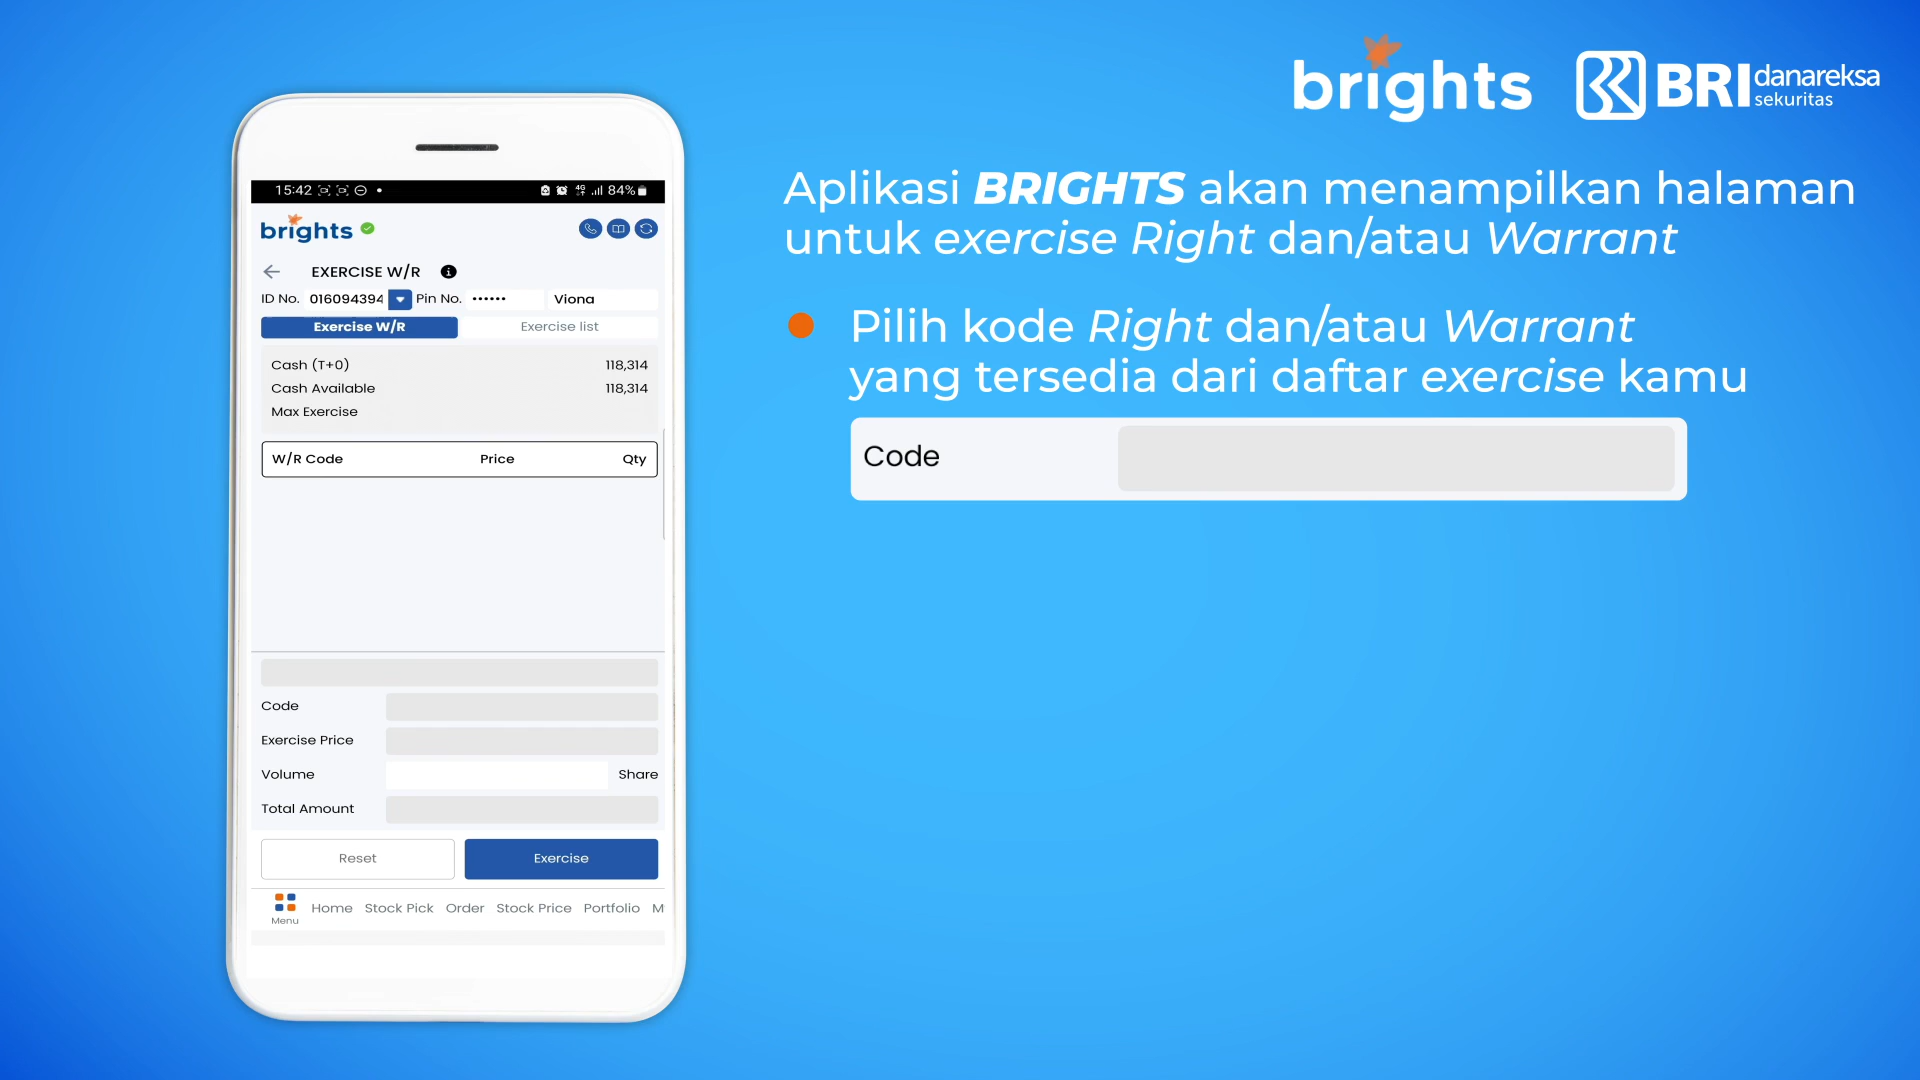 brights
BRI danareksa sekuritas
15:42 84%
brights
EXERCISE W/R
ID No. 016094394 Pin No. •••••• Viona
Exercise W/R Exercise list
Cash (T+0) 118,314
Cash Available 118,314
Max Exercise
W/R Code Price Qty
Code
Exercise Price
Volume Share
Total Amount
Reset Exercise
Menu Home Stock Pick Order Stock Price Portfolio M
Aplikasi BRIGHTS akan menampilkan halaman
untuk exercise Right dan/atau Warrant
Pilih kode Right dan/atau Warrant
yang tersedia dari daftar exercise kamu
Code